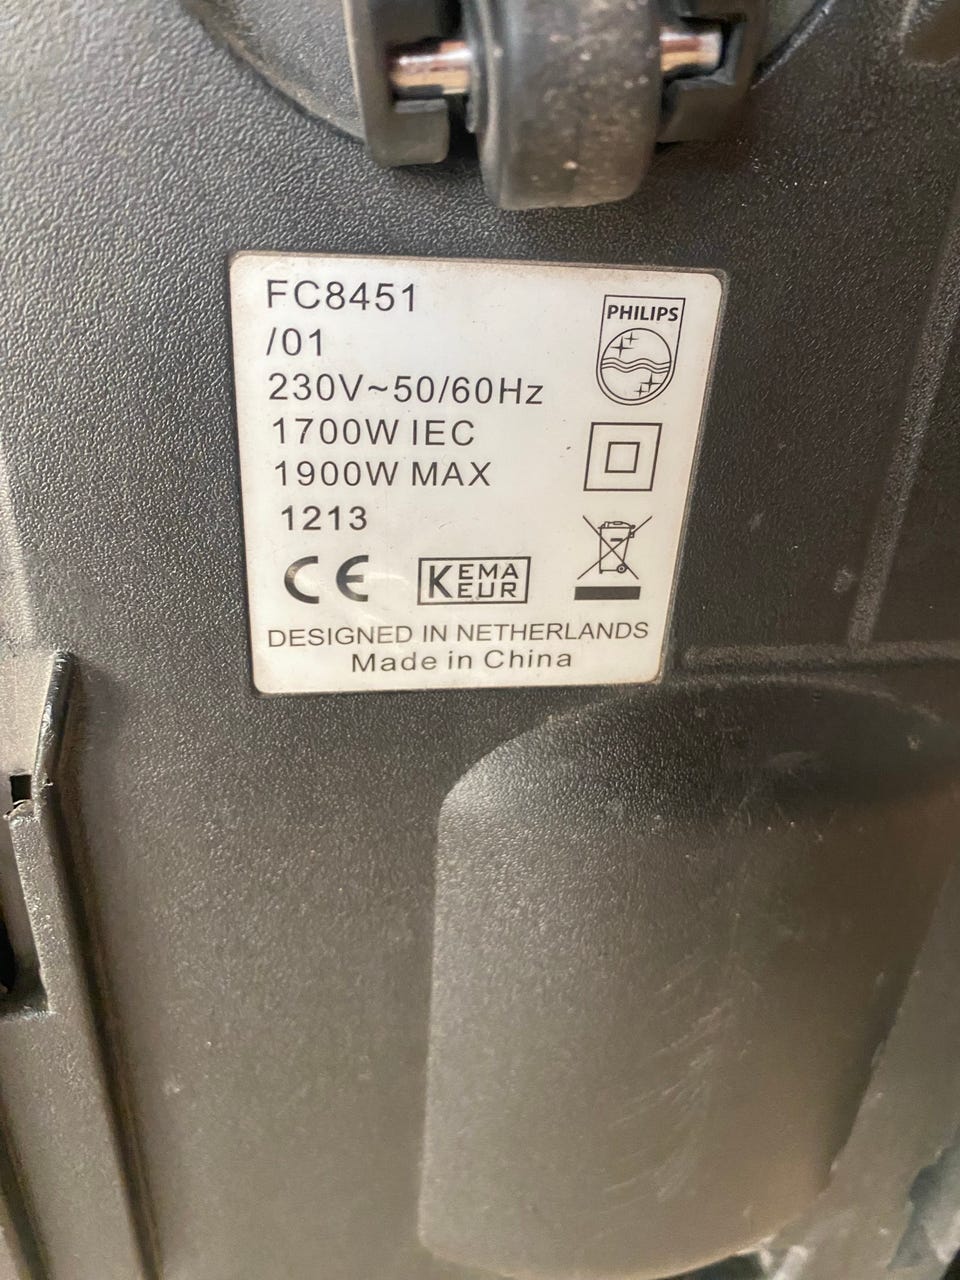 FC8451
/01
230V~50/60Hz
1700W IEC
1900W MAX
1213
PHILIPS
CE
KEMA
KEUR
DESIGNED IN NETHERLANDS
Made in China